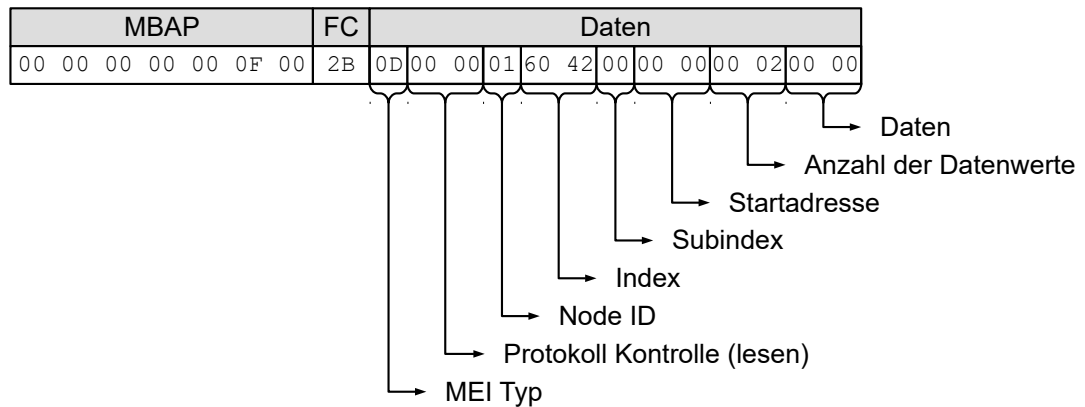 MBAP FC Daten
00 00 00 00 00 0F 00 2B 0D 00 00 01 60 42 00 00 00 00 02 00 00
Daten
Anzahl der Datenwerte
Startadresse
Subindex
Index
Node ID
Protokoll Kontrolle (lesen)
MEI Typ